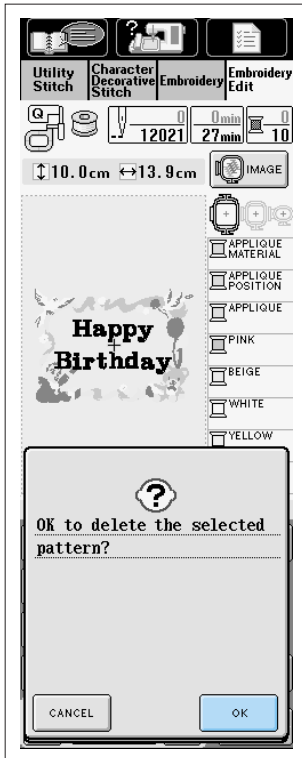 Utility
Stitch
Character
Decorative
Stitch
Embroidery
Embroidery
Edit
Q
0
12021
0min
27min
0
10
10.0cm
13.9cm
IMAGE
APPLIQUE
MATERIAL
APPLIQUE
POSITION
APPLIQUE
PINK
BEIGE
WHITE
YELLOW
Happy
Birthday
?
OK to delete the selected
pattern?
CANCEL
OK